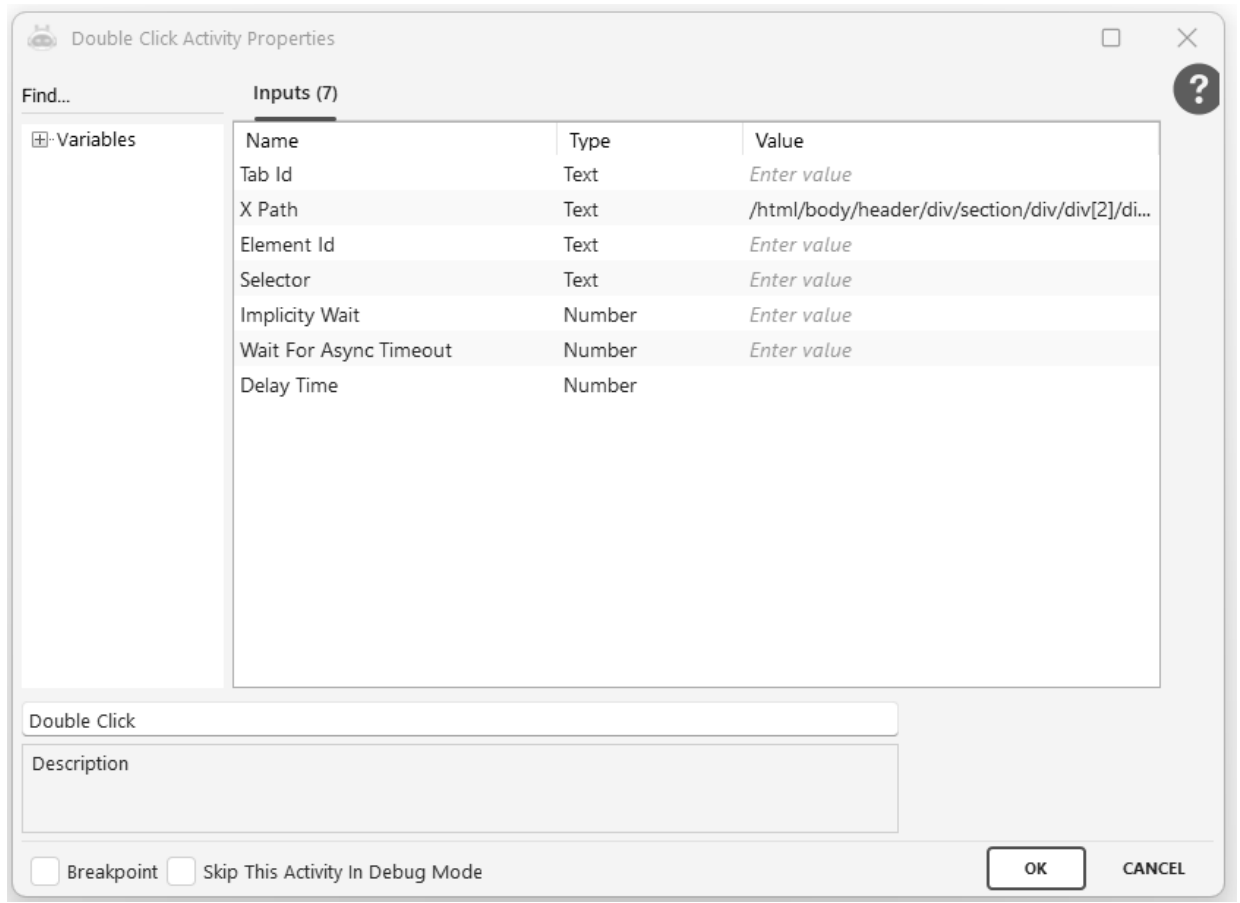 Double Click Activity Properties
?
Find...
Inputs (7)
Variables
Name Type Value
Tab Id Text Enter value
X Path Text /html/body/header/div/section/div/div[2]/di...
Element Id Text Enter value
Selector Text Enter value
Implicity Wait Number Enter value
Wait For Async Timeout Number Enter value
Delay Time Number
Double Click
Description
Breakpoint Skip This Activity In Debug Mode OK CANCEL